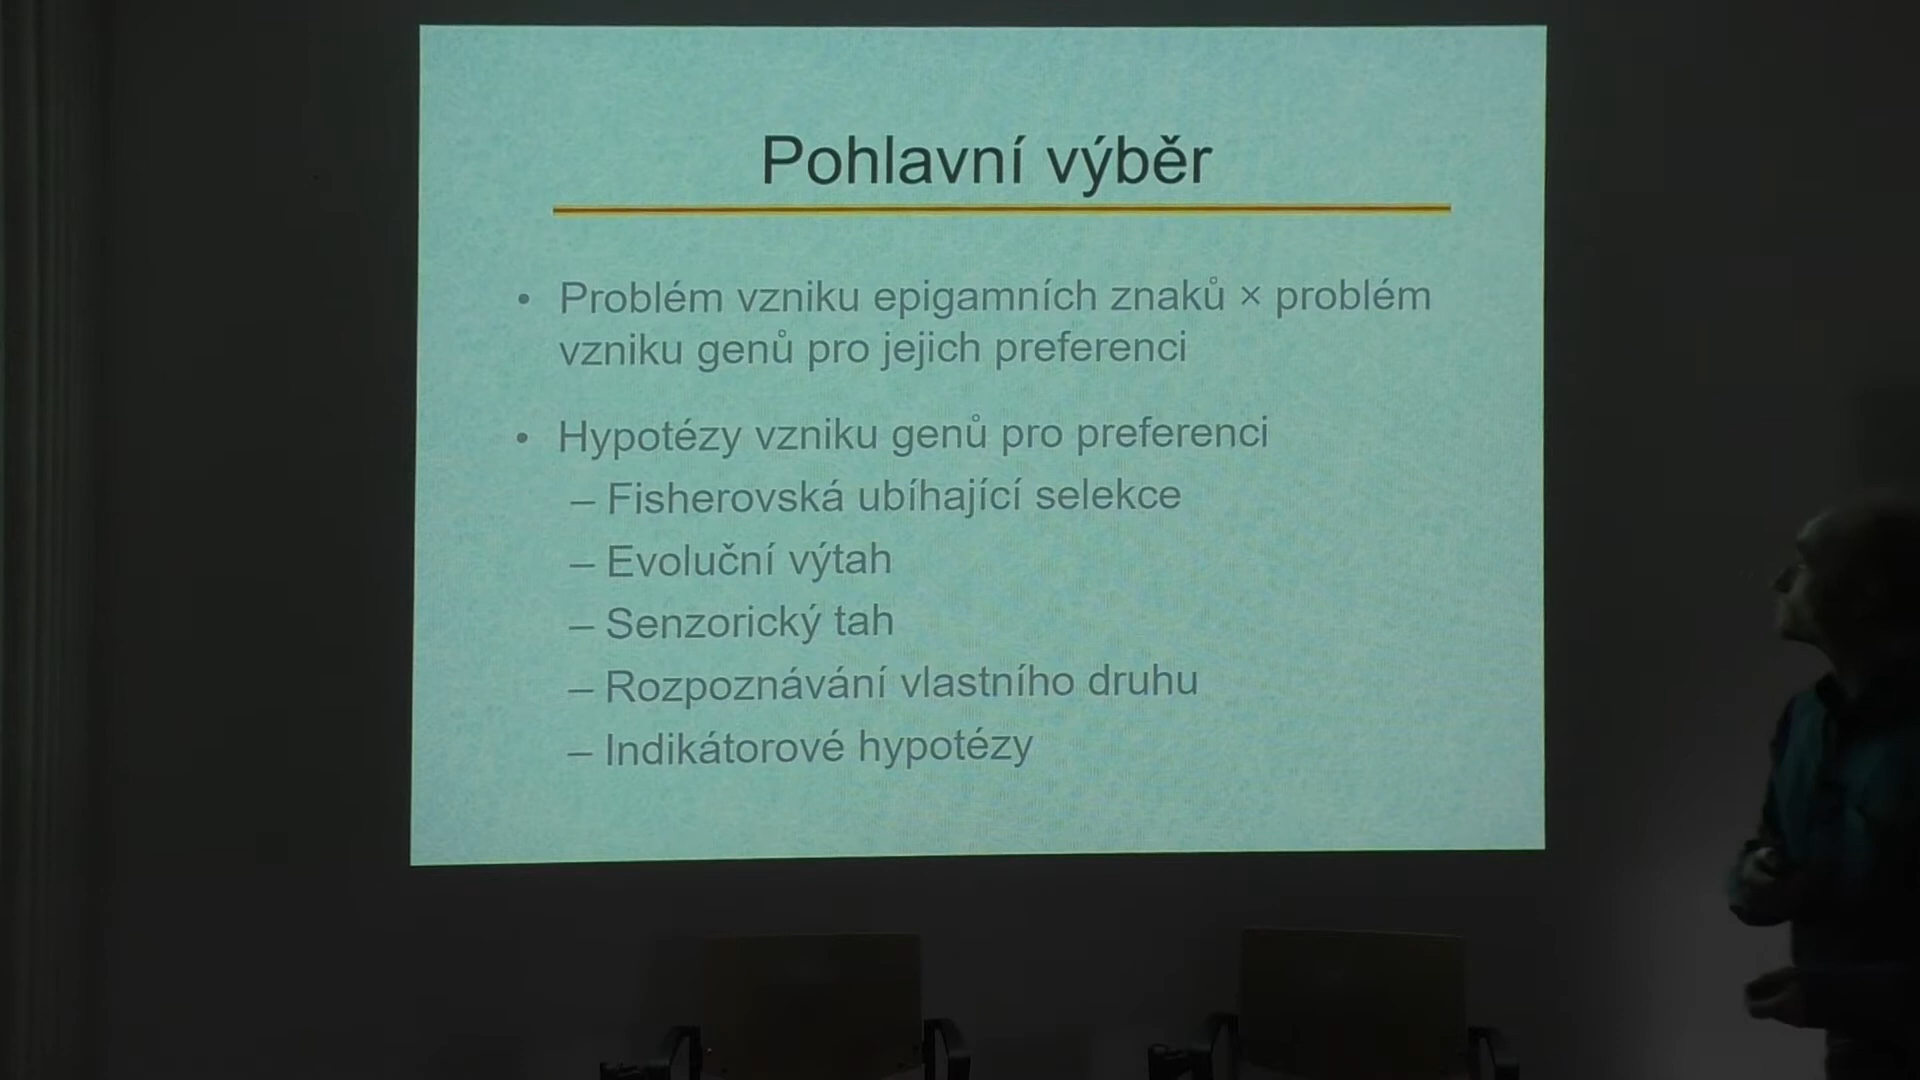 Pohlavní výběr
• Problém vzniku epigamních znaků × problém
vzniku genů pro jejich preferenci
• Hypotézy vzniku genů pro preferenci
– Fisherovská ubíhající selekce
– Evoluční výtah
– Senzorický tah
– Rozpoznávání vlastního druhu
– Indikátorové hypotézy